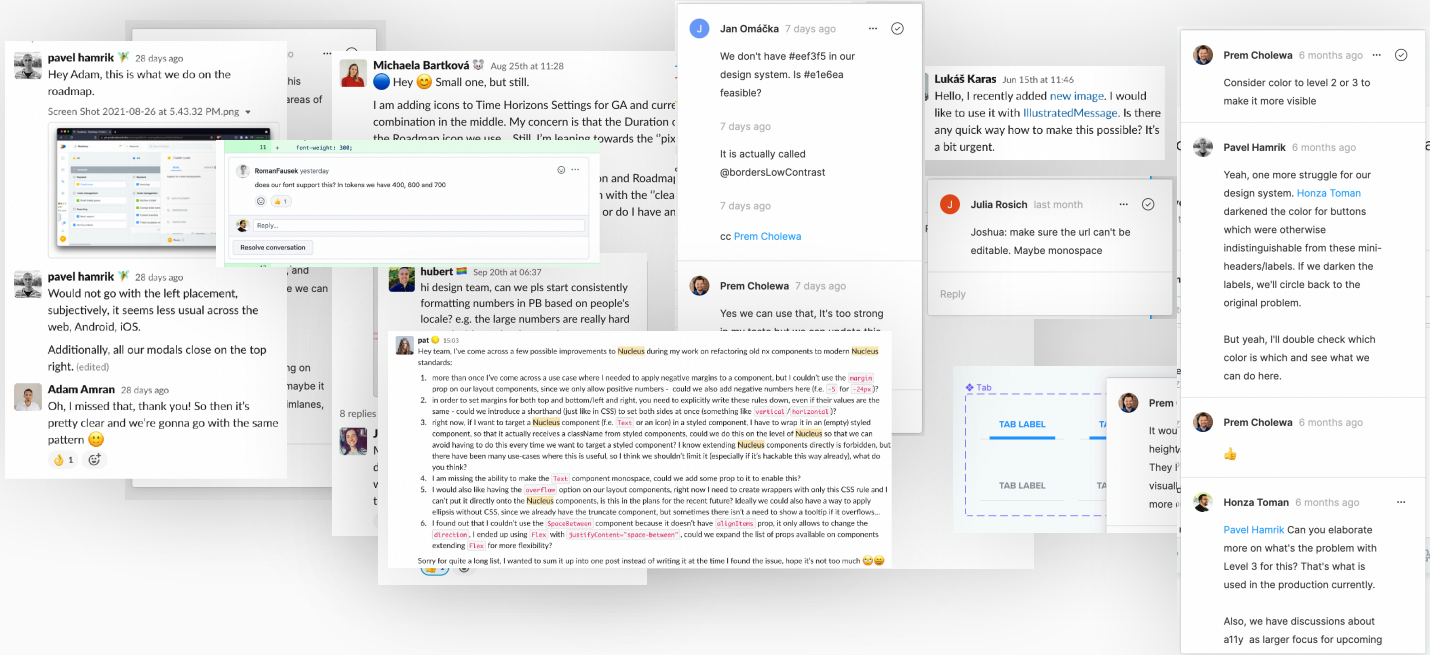 pavel hamrik 28 days ago
Hey Adam, this is what we do on the
roadmap.
Screen Shot 2021-08-26 at 5.43.32 PM.png
pavel hamrik 28 days ago
Would not go with the left placement,
subjectively, it seems less usual across the
web, Android, iOS.
Additionally, all our modals close on the top
right. (edited)
Adam Amran 28 days ago
Oh, I missed that, thank you! So then it's
pretty clear and we're gonna go with the same
pattern
1
this
areas of
and
e we can
ng on
maybe it
imlanes,
Michaela Bartková Aug 25th at 11:28
Hey Small one, but still.
I am adding icons to Time Horizons Settings for GA and curre
combination in the middle. My concern is that the Duration
the Roadmap icon we use... Still, I'm leaning towards the "pix
on and Roadmap
with the "clea
or do I have an
11 + font-weight: 300;
RomanFausek yesterday
does our font support this? In tokens we have 400, 600 and 700
1
Reply...
Resolve conversation
hubert Sep 20th at 06:37
hi design team, can we pls start consistently
formatting numbers in PB based on people's
locale? e.g. the large numbers are really hard
8 replies
pat 15:03
Hey team, I've come across a few possible improvements to Nucleus during my work on refactoring old nx components to modern Nucleus
standards:
1. more than once I've come across a use case where I needed to apply negative margins to a component, but I couldn't use the margin
prop on our layout components, since we only allow positive numbers - could we also add negative numbers here (f.e. -5 for -24px)?
2. in order to set margins for both top and bottom/left and right, you need to explicitly write these rules down, even if their values are the
same - could we introduce a shorthand (just like in CSS) to set both sides at once (something like vertical / horizontal)?
3. right now, if I want to target a Nucleus component (f.e. Text or an icon) in a styled component, I have to wrap it in an (empty) styled
component, so that it actually receives a className from styled components, could we do this on the level of Nucleus so that we can
avoid having to do this every time we want to target a styled component? I know extending Nucleus components directly is forbidden, but
there have been many use-cases where this is useful, so I think we shouldn't limit it (especially if it's hackable this way already), what do
you think?
4. I am missing the ability to make the Text component monospace, could we add some prop to it to enable this?
5. I would also like having the overflow option on our layout components, right now I need to create wrappers with only this CSS rule and I
can't put it directly onto the Nucleus components, is this in the plans for the recent future? Ideally we could also have a way to apply
ellipsis without CSS, since we already have the truncate component, but sometimes there isn't a need to show a tooltip if it overflows...
6. I found out that I couldn't use the SpaceBetween component because it doesn't have alignItems prop, it only allows to change the
direction. I ended up using Flex with justifyContent="space-between", could we expand the list of props available on components
extending Flex for more flexibility?
Sorry for quite a long list, I wanted to sum it up into one post instead of writing it at the time I found the issue, hope it's not too much
J Jan Omáčka 7 days ago
We don't have #eef3f5 in our
design system. Is #e1e6ea
feasible?
7 days ago
It is actually called
@bordersLowContrast
7 days ago
cc Prem Cholewa
Prem Cholewa 7 days ago
Yes we can use that, It's too strong
Lukáš Karas Jun 15th at 11:46
Hello, I recently added new image. I would
like to use it with IllustratedMessage. Is there
any quick way how to make this possible? It's
a bit urgent.
J Julia Rosich last month
Joshua: make sure the url can't be
editable. Maybe monospace
Reply
Tab
TAB LABEL
TAB LABEL
Prem
It wou
height
They l
visual
more
Prem Cholewa 6 months ago
Consider color to level 2 or 3 to
make it more visible
Pavel Hamrik 6 months ago
Yeah, one more struggle for our
design system. Honza Toman
darkened the color for buttons
which were otherwise
indistinguishable from these mini-
headers/labels. If we darken the
labels, we'll circle back to the
original problem.
But yeah, I'll double check which
color is which and see what we
can do here.
Prem Cholewa 6 months ago
Honza Toman 6 months ago
Pavel Hamrik Can you elaborate
more on what's the problem with
Level 3 for this? That's what is
used in the production currently.
Also, we have discussions about
a11y as larger focus for upcoming